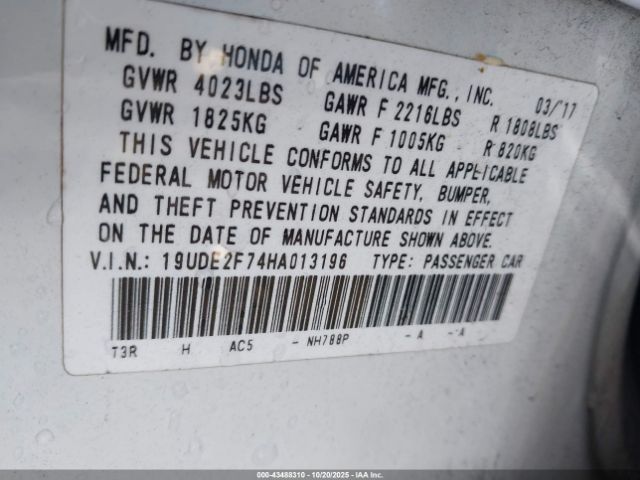 MFD. BY HONDA OF AMERICA MFG., INC. 03/17
GVWR 4023LBS GAWR F 2216LBS R 1808LBS
GVWR 1825KG GAWR F 1005KG R 820KG
THIS VEHICLE CONFORMS TO ALL APPLICABLE
FEDERAL MOTOR VEHICLE SAFETY, BUMPER,
AND THEFT PREVENTION STANDARDS IN EFFECT
ON THE DATE OF MANUFACTURE SHOWN ABOVE.
V.I.N.: 19UDE2F74HA013196 TYPE: PASSENGER CAR
T3R H AC5 - NH788P - A - A
000-43488310 - 10/20/2025 - IAAI.COM